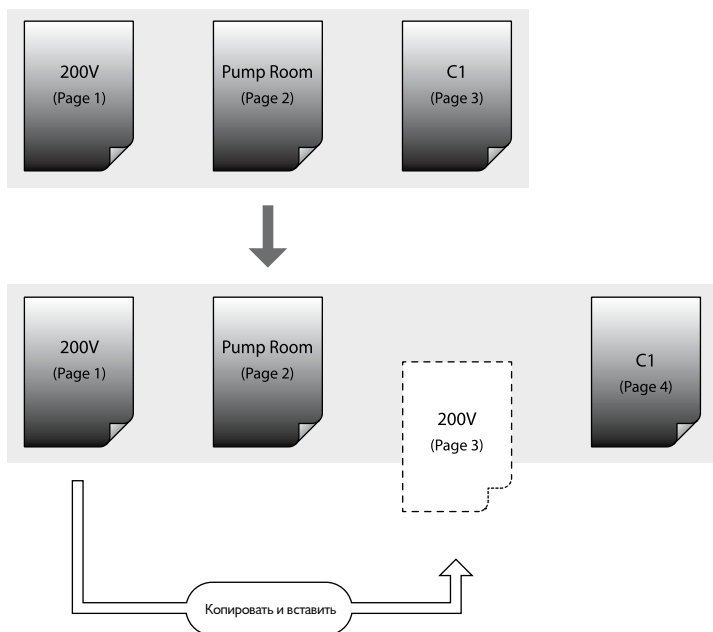 200V
(Page 1)
Pump Room
(Page 2)
C1
(Page 3)
200V
(Page 1)
Pump Room
(Page 2)
200V
(Page 3)
C1
(Page 4)
Копировать и вставить